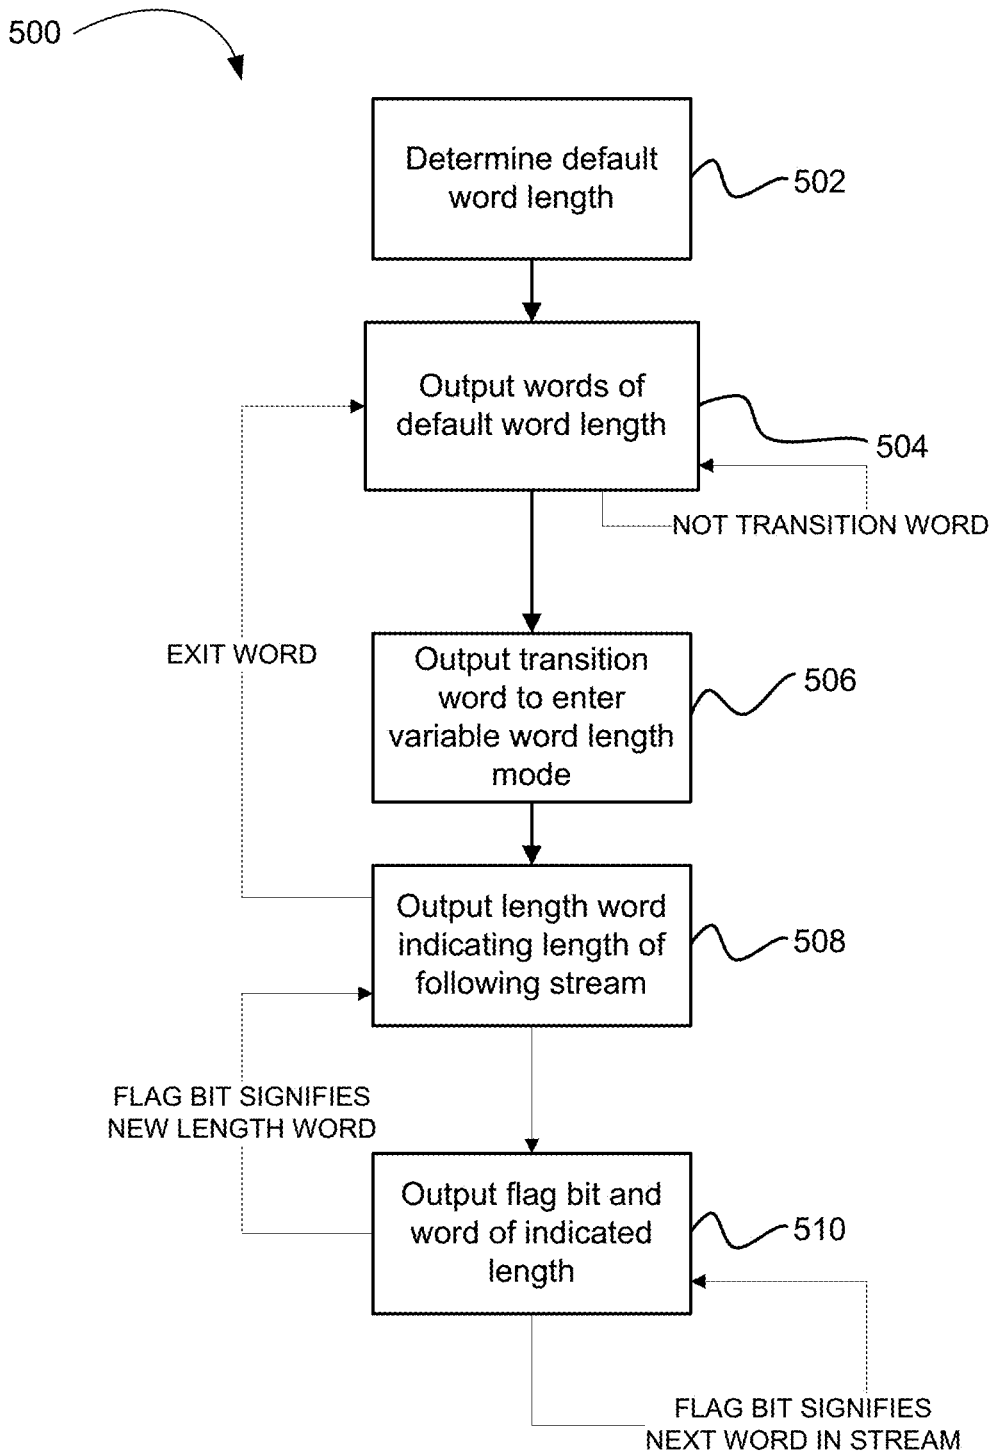 500
Determine default
word length
502
Output words of
default word length
504
NOT TRANSITION WORD
EXIT WORD
Output transition
word to enter
variable word length
mode
506
Output length word
indicating length of
following stream
508
FLAG BIT SIGNIFIES
NEW LENGTH WORD
Output flag bit and
word of indicated
length
510
FLAG BIT SIGNIFIES
NEXT WORD IN STREAM